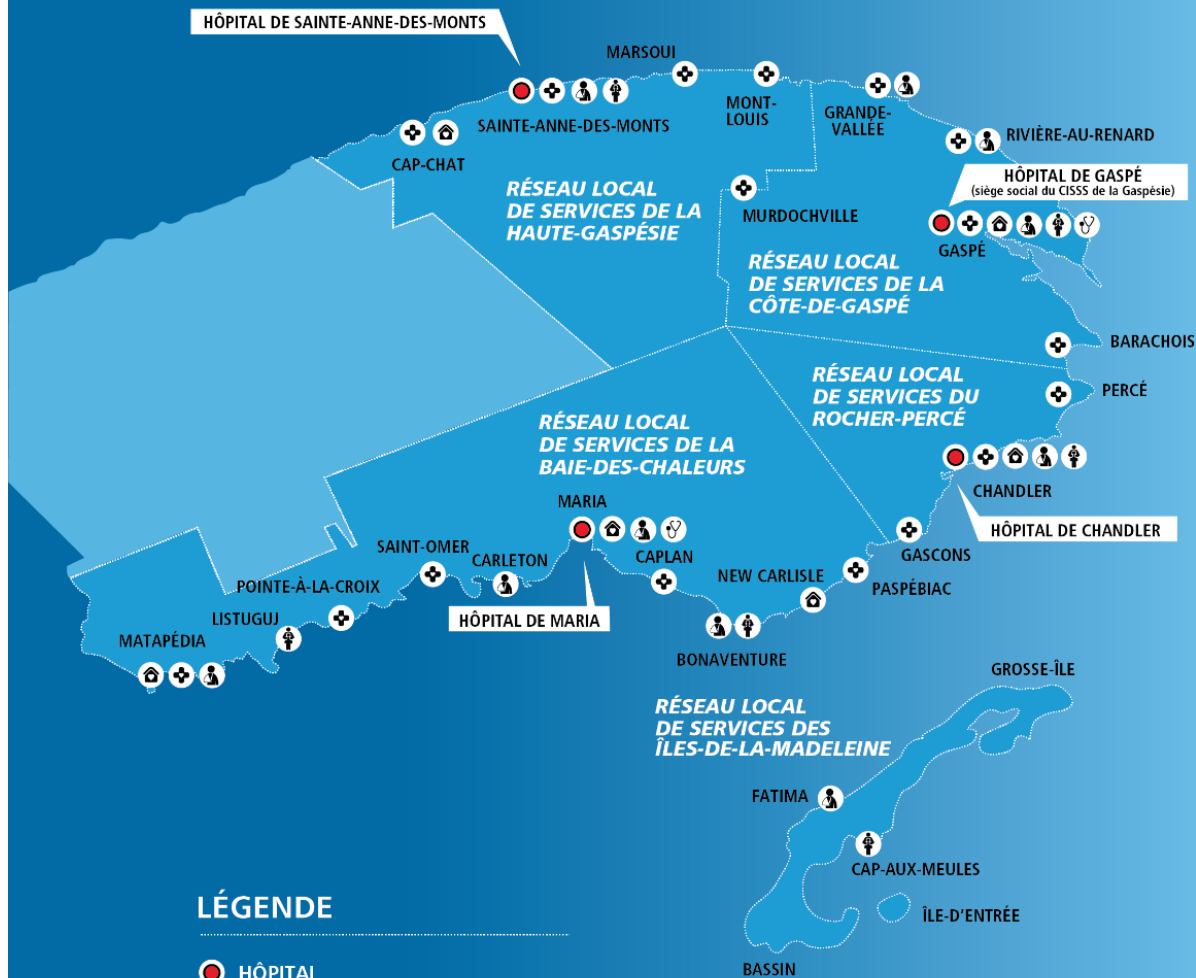 HÔPITAL DE SAINTE-ANNE-DES-MONTS
MARSOUI
MONT-
LOUIS
GRANDE-
VALLÉE
SAINTE-ANNE-DES-MONTS
RIVIÈRE-AU-RENARD
CAP-CHAT
HÔPITAL DE GASPÉ
(siège social du CISSS de la Gaspésie)
RÉSEAU LOCAL
DE SERVICES DE LA
HAUTE-GASPÉSIE
MURDOCHVILLE
GASPÉ
RÉSEAU LOCAL
DE SERVICES DE LA
CÔTE-DE-GASPÉ
BARACHOIS
RÉSEAU LOCAL
DE SERVICES DU
ROCHER-PERCÉ
PERCÉ
RÉSEAU LOCAL
DE SERVICES DE LA
BAIE-DES-CHALEURS
CHANDLER
MARIA
HÔPITAL DE CHANDLER
SAINT-OMER
CARLETON
CAPLAN
GASCONS
NEW CARLISLE
PASPÉBIAC
POINTE-À-LA-CROIX
LISTUGUJ
HÔPITAL DE MARIA
MATAPÉDIA
BONAVENTURE
GROSSE-ÎLE
RÉSEAU LOCAL
DE SERVICES DES
ÎLES-DE-LA-MADELEINE
FATIMA
CAP-AUX-MEULES
ÎLE-D'ENTRÉE
BASSIN
LÉGENDE
HÔPITAL